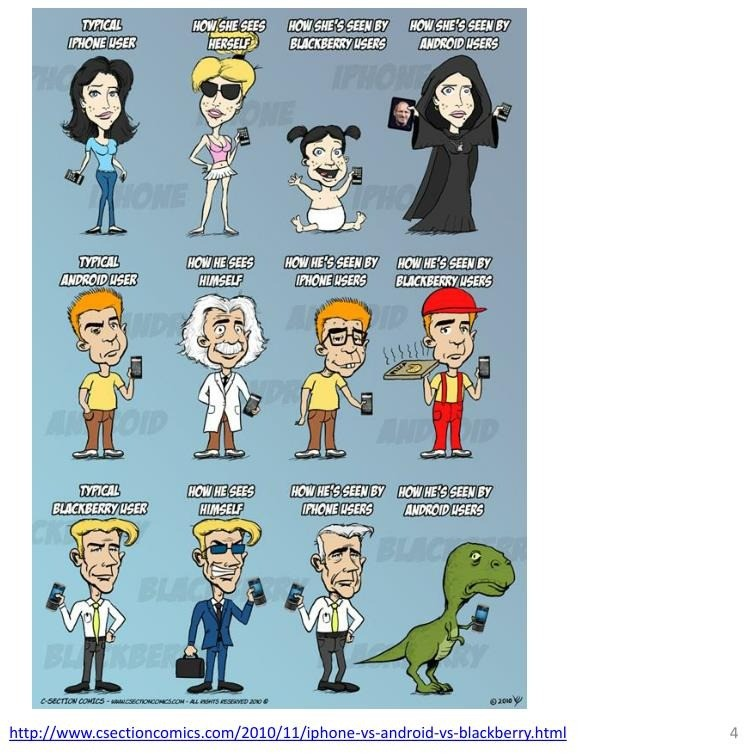 TYPICAL
IPHONE USER
HOW SHE SEES
HERSELF
HOW SHE'S SEEN BY
BLACKBERRY USERS
HOW SHE'S SEEN BY
ANDROID USERS
IPHONE
IPHONE
TYPICAL
ANDROID USER
HOW HE SEES
HIMSELF
HOW HE'S SEEN BY
IPHONE USERS
HOW HE'S SEEN BY
BLACKBERRY USERS
ANDROID
ANDROID
TYPICAL
BLACKBERRY USER
HOW HE SEES
HIMSELF
HOW HE'S SEEN BY
IPHONE USERS
HOW HE'S SEEN BY
ANDROID USERS
BLACKBERRY
BLACKBERRY
C-SECTION COMICS - WWW.CSECTIONCOMICS.COM - ALL RIGHTS RESERVED 2010 ©
© 2010
http://www.csectioncomics.com/2010/11/iphone-vs-android-vs-blackberry.html
4